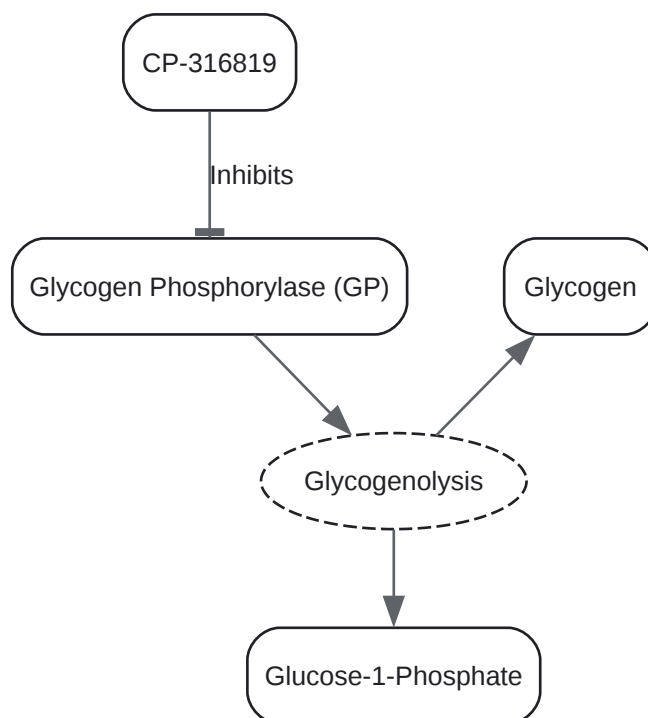 CP-316819
Inhibits
Glycogen Phosphorylase (GP)
Glycogen
Glycogenolysis
Glucose-1-Phosphate